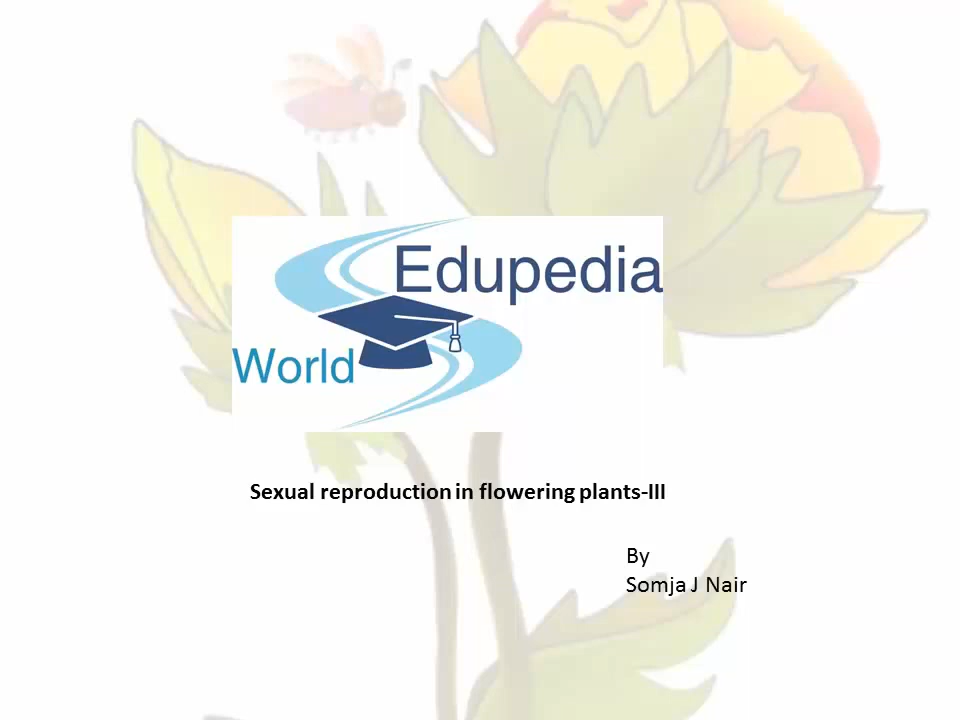 Edupedia
World
Sexual reproduction in flowering plants-III
By
Somja J Nair